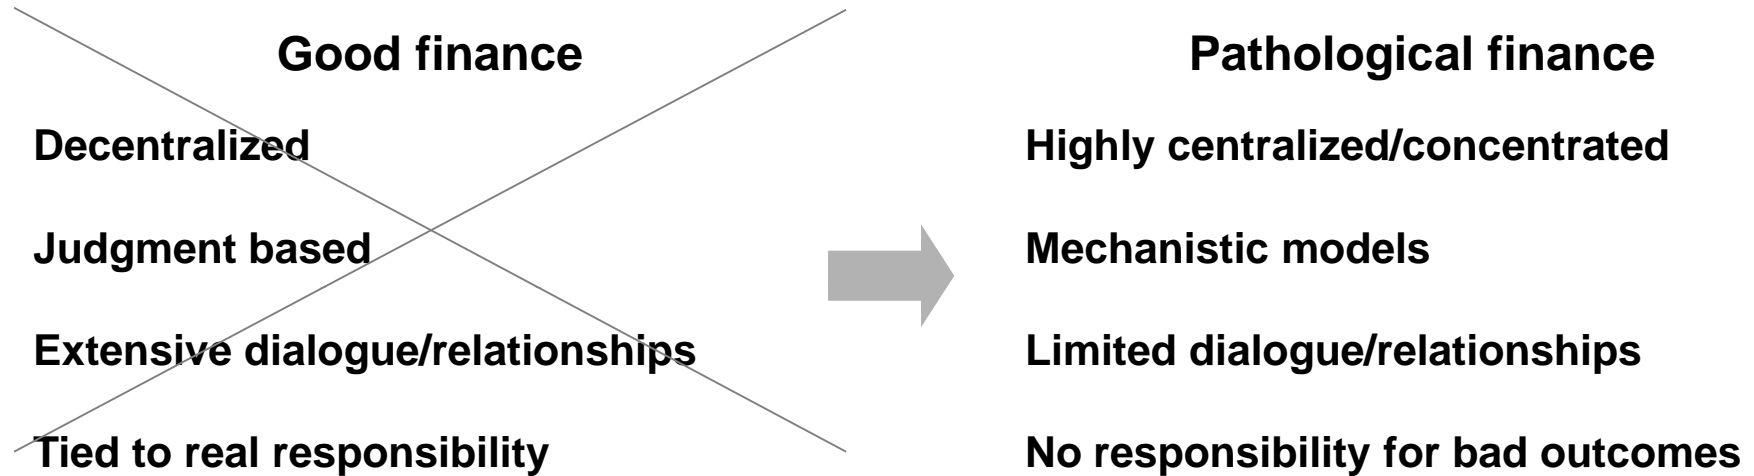 Good finance
Decentralized
Judgment based
Extensive dialogue/relationships
Tied to real responsibility
Pathological finance
Highly centralized/concentrated
Mechanistic models
Limited dialogue/relationships
No responsibility for bad outcomes